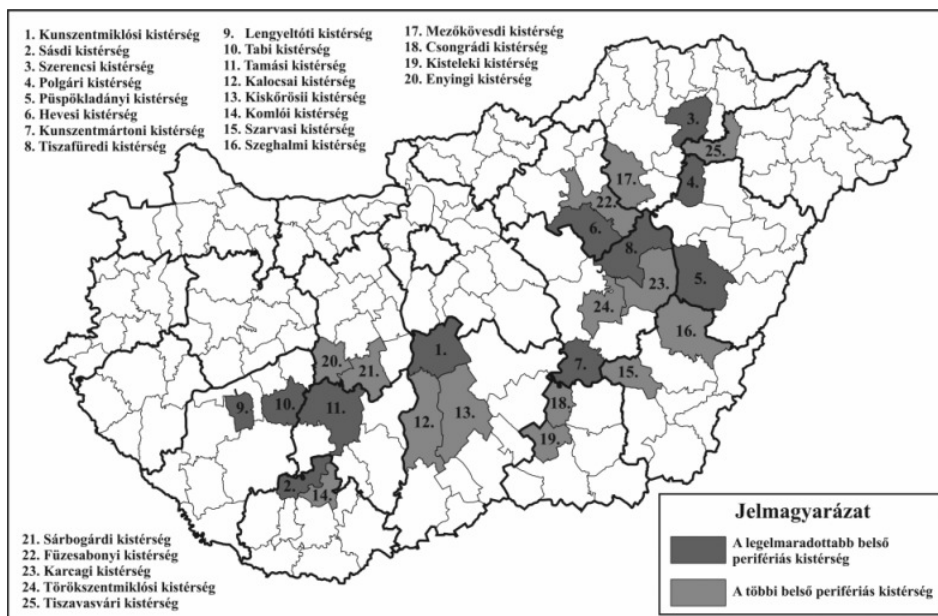 1. Kunszentmiklósi kistérség
2. Sásdi kistérség
3. Szerencsi kistérség
4. Polgári kistérség
5. Püspökladányi kistérség
6. Hevesi kistérség
7. Kunszentmártoni kistérség
8. Tiszafüredi kistérség
9. Lengyeltóti kistérség
10. Tabi kistérség
11. Tamási kistérség
12. Kalocsai kistérség
13. Kiskőrösii kistérség
14. Komlói kistérség
15. Szarvasi kistérség
16. Szeghalmi kistérség
17. Mezőkövesdi kistérség
18. Csongrádi kistérség
19. Kisteleki kistérség
20. Enyingi kistérség
3.
25.
17.
4.
22.
6.
8.
23.
5.
24.
16.
1.
20.
21.
7.
15.
9.
10.
11.
12.
13.
18.
19.
2.
14.
21. Sárbogárdi kistérség
22. Füzesabonyi kistérség
23. Karcagi kistérség
24. Törökszentmiklósi kistérség
25. Tiszavasvári kistérség
Jelmagyarázat
A legelmaradottabb belső
perifériás kistérség
A többi belső perifériás kistérség